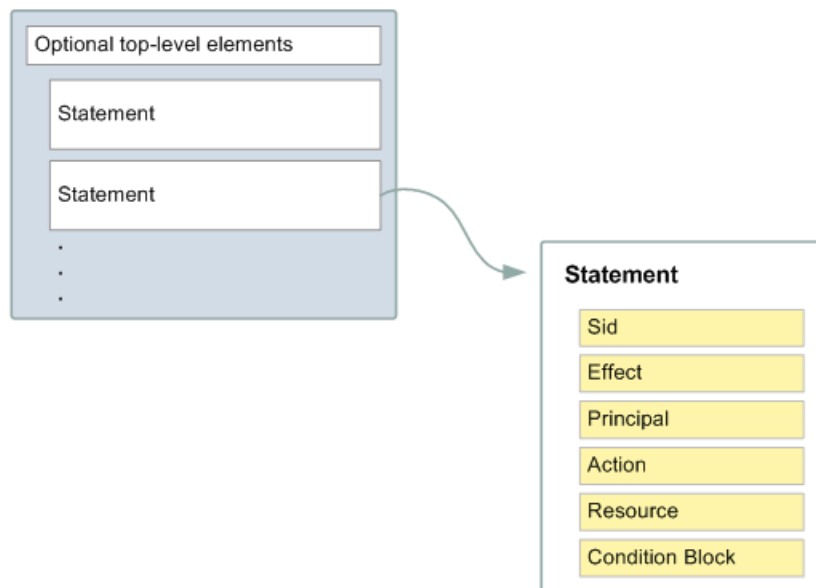 Optional top-level elements
Statement
Statement
.
.
.
Statement
Sid
Effect
Principal
Action
Resource
Condition Block